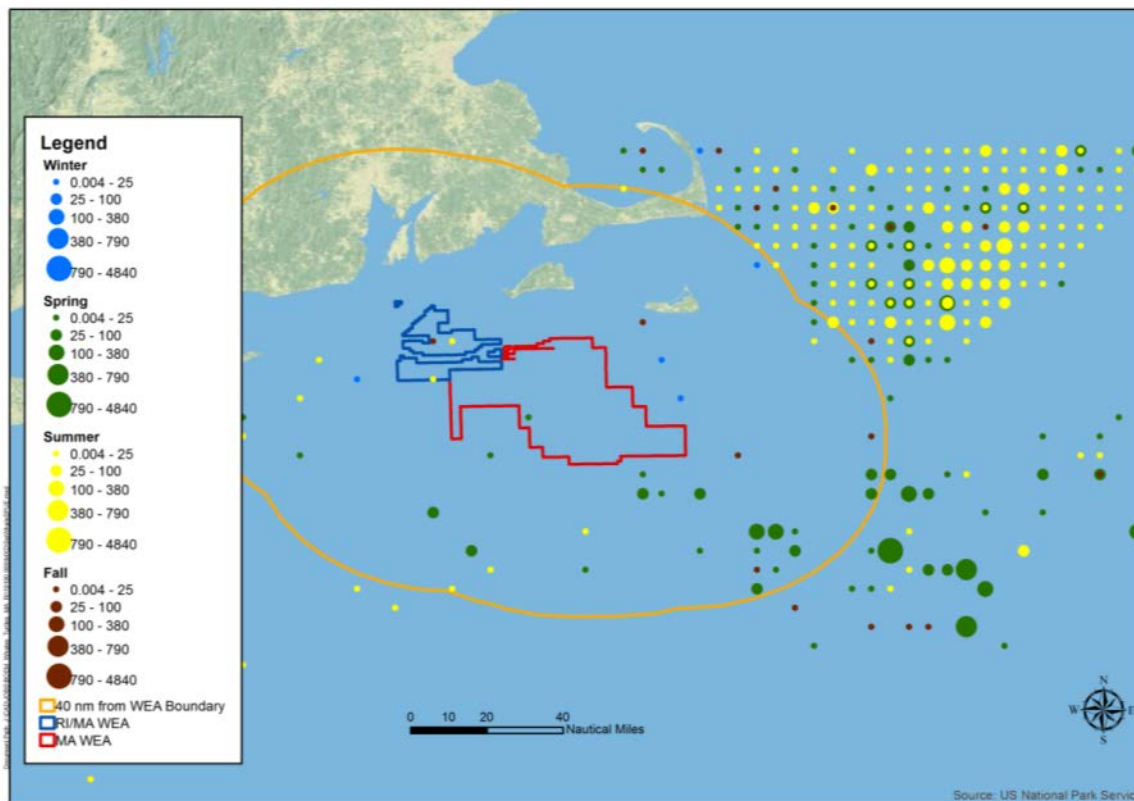 Legend
Winter
0.004 - 25
25 - 100
100 - 380
380 - 790
790 - 4840
Spring
0.004 - 25
25 - 100
100 - 380
380 - 790
790 - 4840
Summer
0.004 - 25
25 - 100
100 - 380
380 - 790
790 - 4840
Fall
0.004 - 25
25 - 100
100 - 380
380 - 790
790 - 4840
40 nm from WEA Boundary
RI/MA WEA
MA WEA
0 10 20 40
Nautical Miles
N
W E
S
Source: US National Park Servic